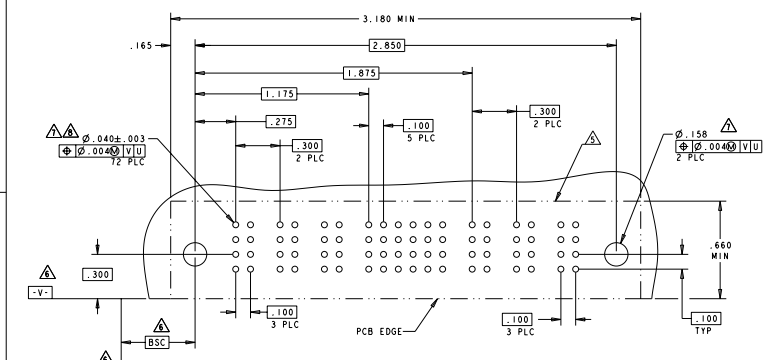 3.180 MIN
.165
2.850
1.875
1.175
.275
.100
5 PLC
.300
2 PLC
7 8
Ø.040±.003
⌖ Ø.004Ⓜ V U
72 PLC
.300
2 PLC
5
7
Ø.158
⌖ Ø.004Ⓜ V U
2 PLC
.660
MIN
6
.300
-V-
.100
3 PLC
PCB EDGE
.100
3 PLC
.100
TYP
6
BSC